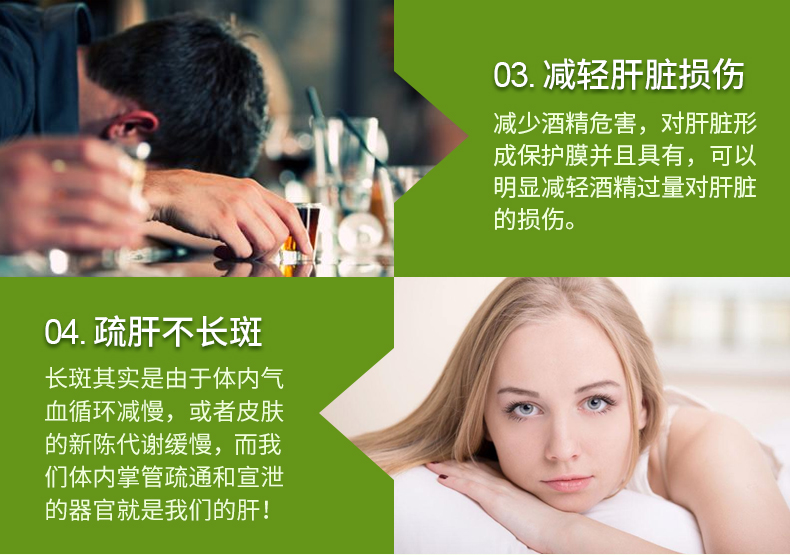 03. 减轻肝脏损伤
减少酒精危害，对肝脏形
成保护膜并且具有，可以
明显减轻酒精过量对肝脏
的损伤。
04. 疏肝不长斑
长斑其实是由于体内气
血循环减慢，或者皮肤
的新陈代谢缓慢，而我
们体内掌管疏通和宣泄
的器官就是我们的肝！